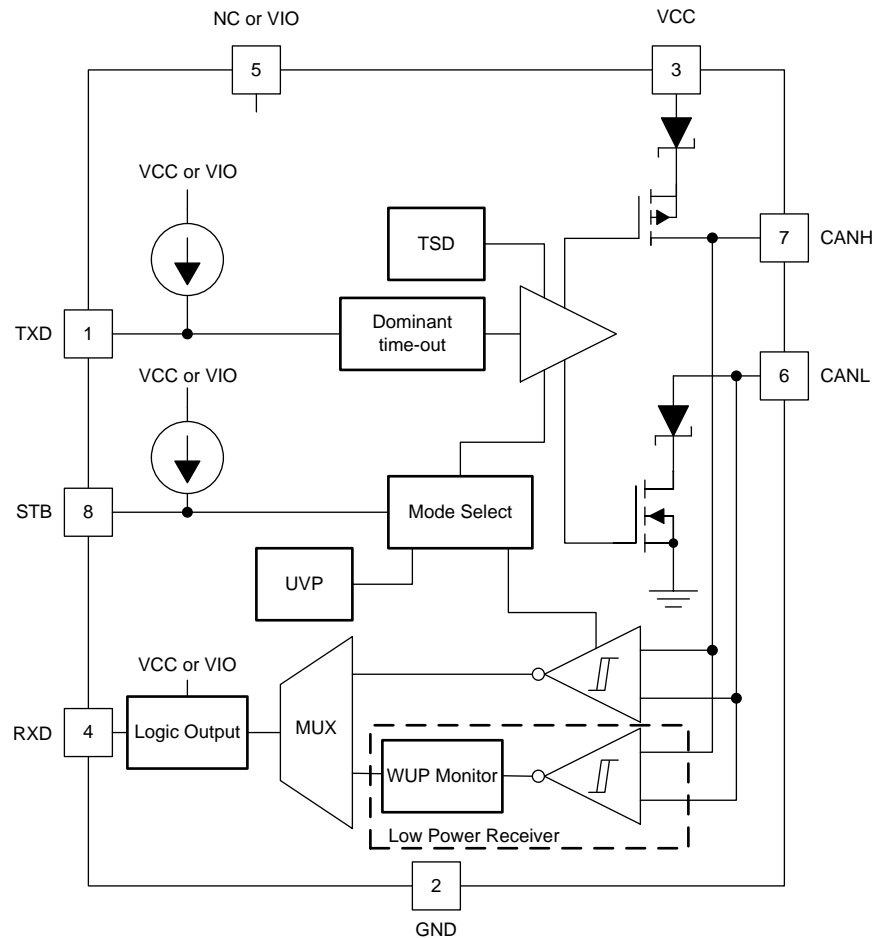 NC or VIO
VCC
5
3
VCC or VIO
TSD
7
CANH
TXD
1
Dominant
time-out
VCC or VIO
6
CANL
STB
8
Mode Select
UVP
VCC or VIO
RXD
4
Logic Output
MUX
WUP Monitor
Low Power Receiver
2
GND